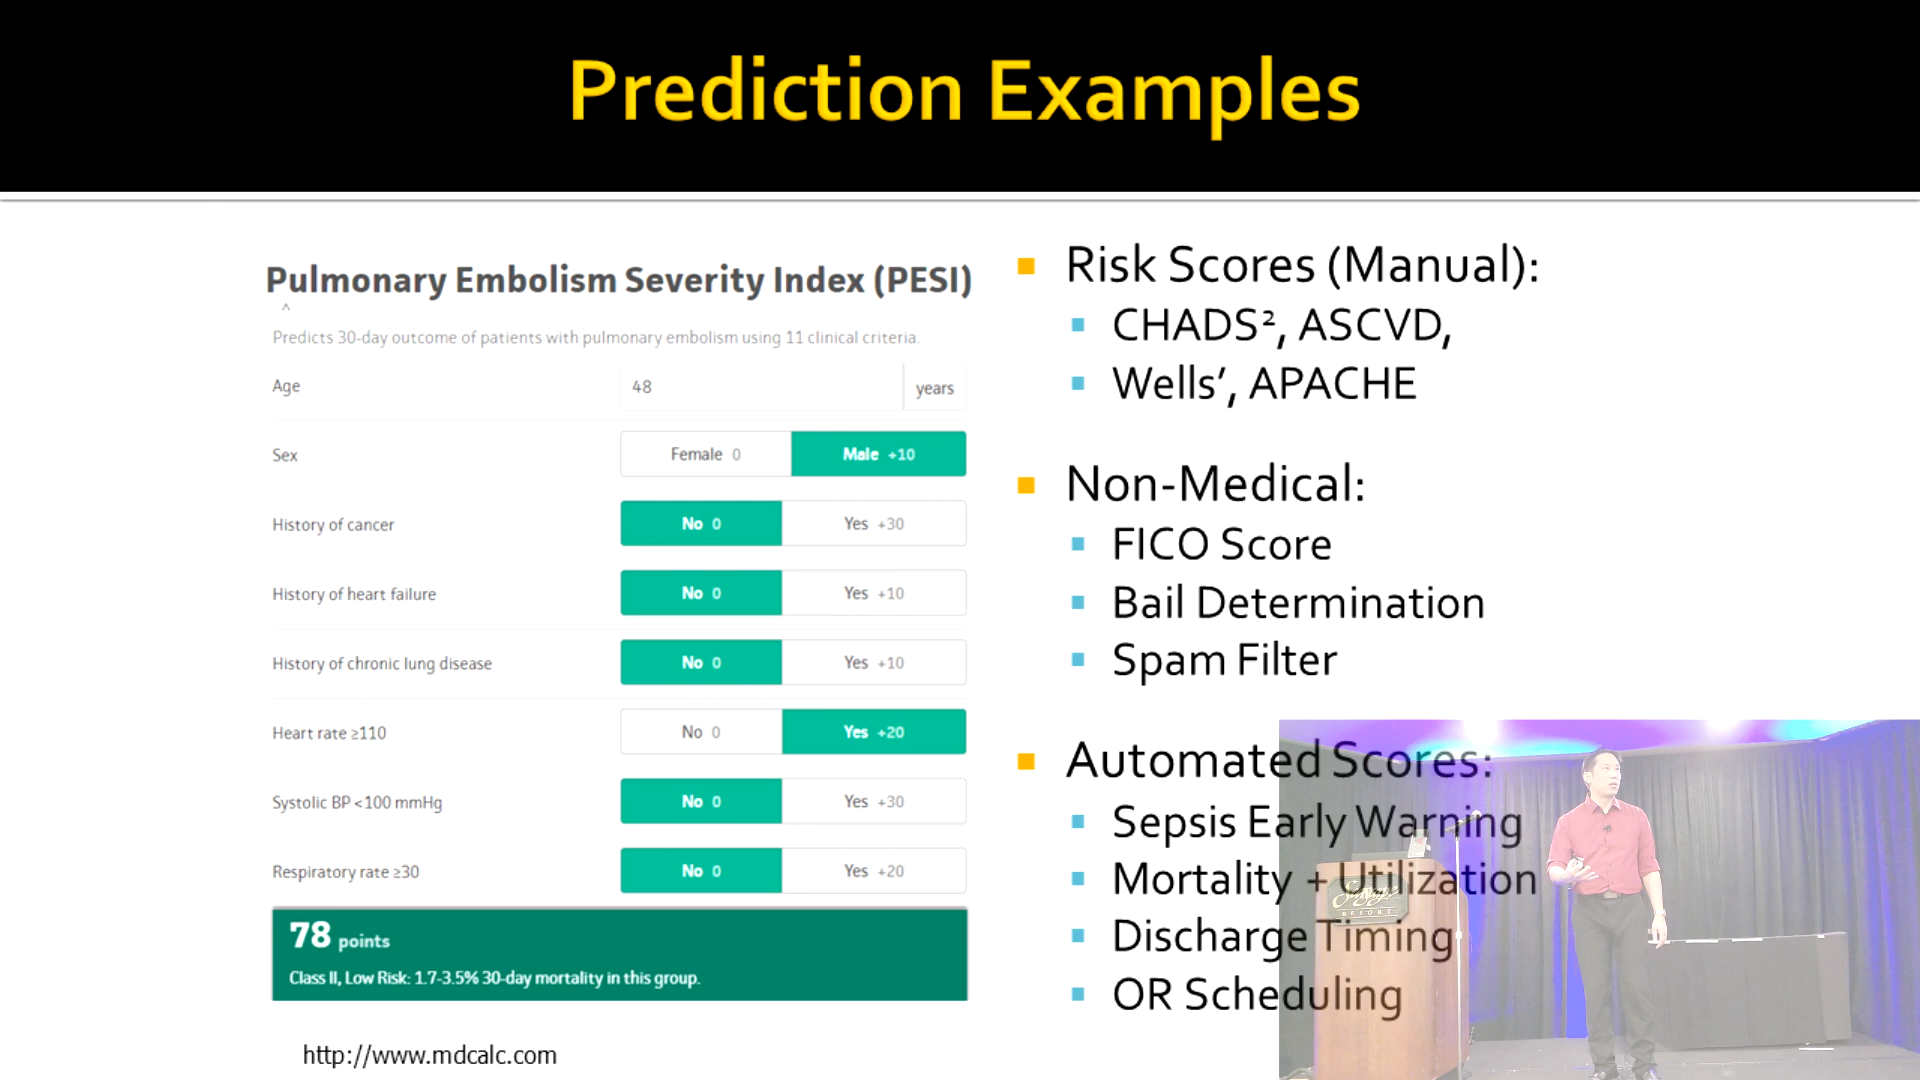 Prediction Examples
Pulmonary Embolism Severity Index (PESI)
^
Predicts 30-day outcome of patients with pulmonary embolism using 11 clinical criteria.
Age 48 years
Sex Female 0 Male +10
History of cancer No 0 Yes +30
History of heart failure No 0 Yes +10
History of chronic lung disease No 0 Yes +10
Heart rate ≥110 No 0 Yes +20
Systolic BP <100 mmHg No 0 Yes +30
Respiratory rate ≥30 No 0 Yes +20
78 points
Class II, Low Risk: 1.7-3.5% 30-day mortality in this group.
http://www.mdcalc.com
Risk Scores (Manual):
CHADS², ASCVD,
Wells’, APACHE
Non-Medical:
FICO Score
Bail Determination
Spam Filter
Automated Scores:
Sepsis Early Warning
Mortality + Utilization
Discharge Timing
OR Scheduling
RESORT